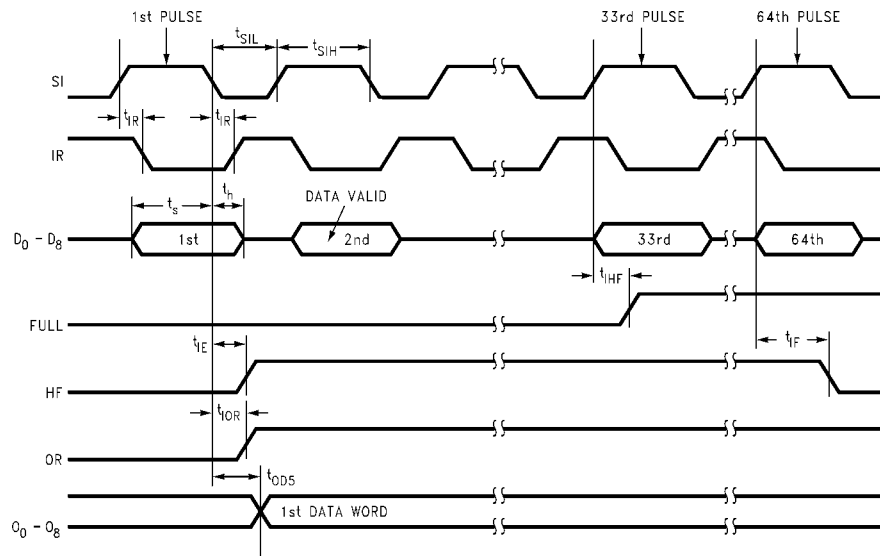 1st PULSE 33rd PULSE 64th PULSE
tSIL
tSIH
SI
tIR tIR
IR
ts th DATA VALID
D0 – D8 1st 2nd 33rd 64th
tIHF
FULL
tIE tIF
HF
tIOR
OR
tOD5
1st DATA WORD
O0 – O8